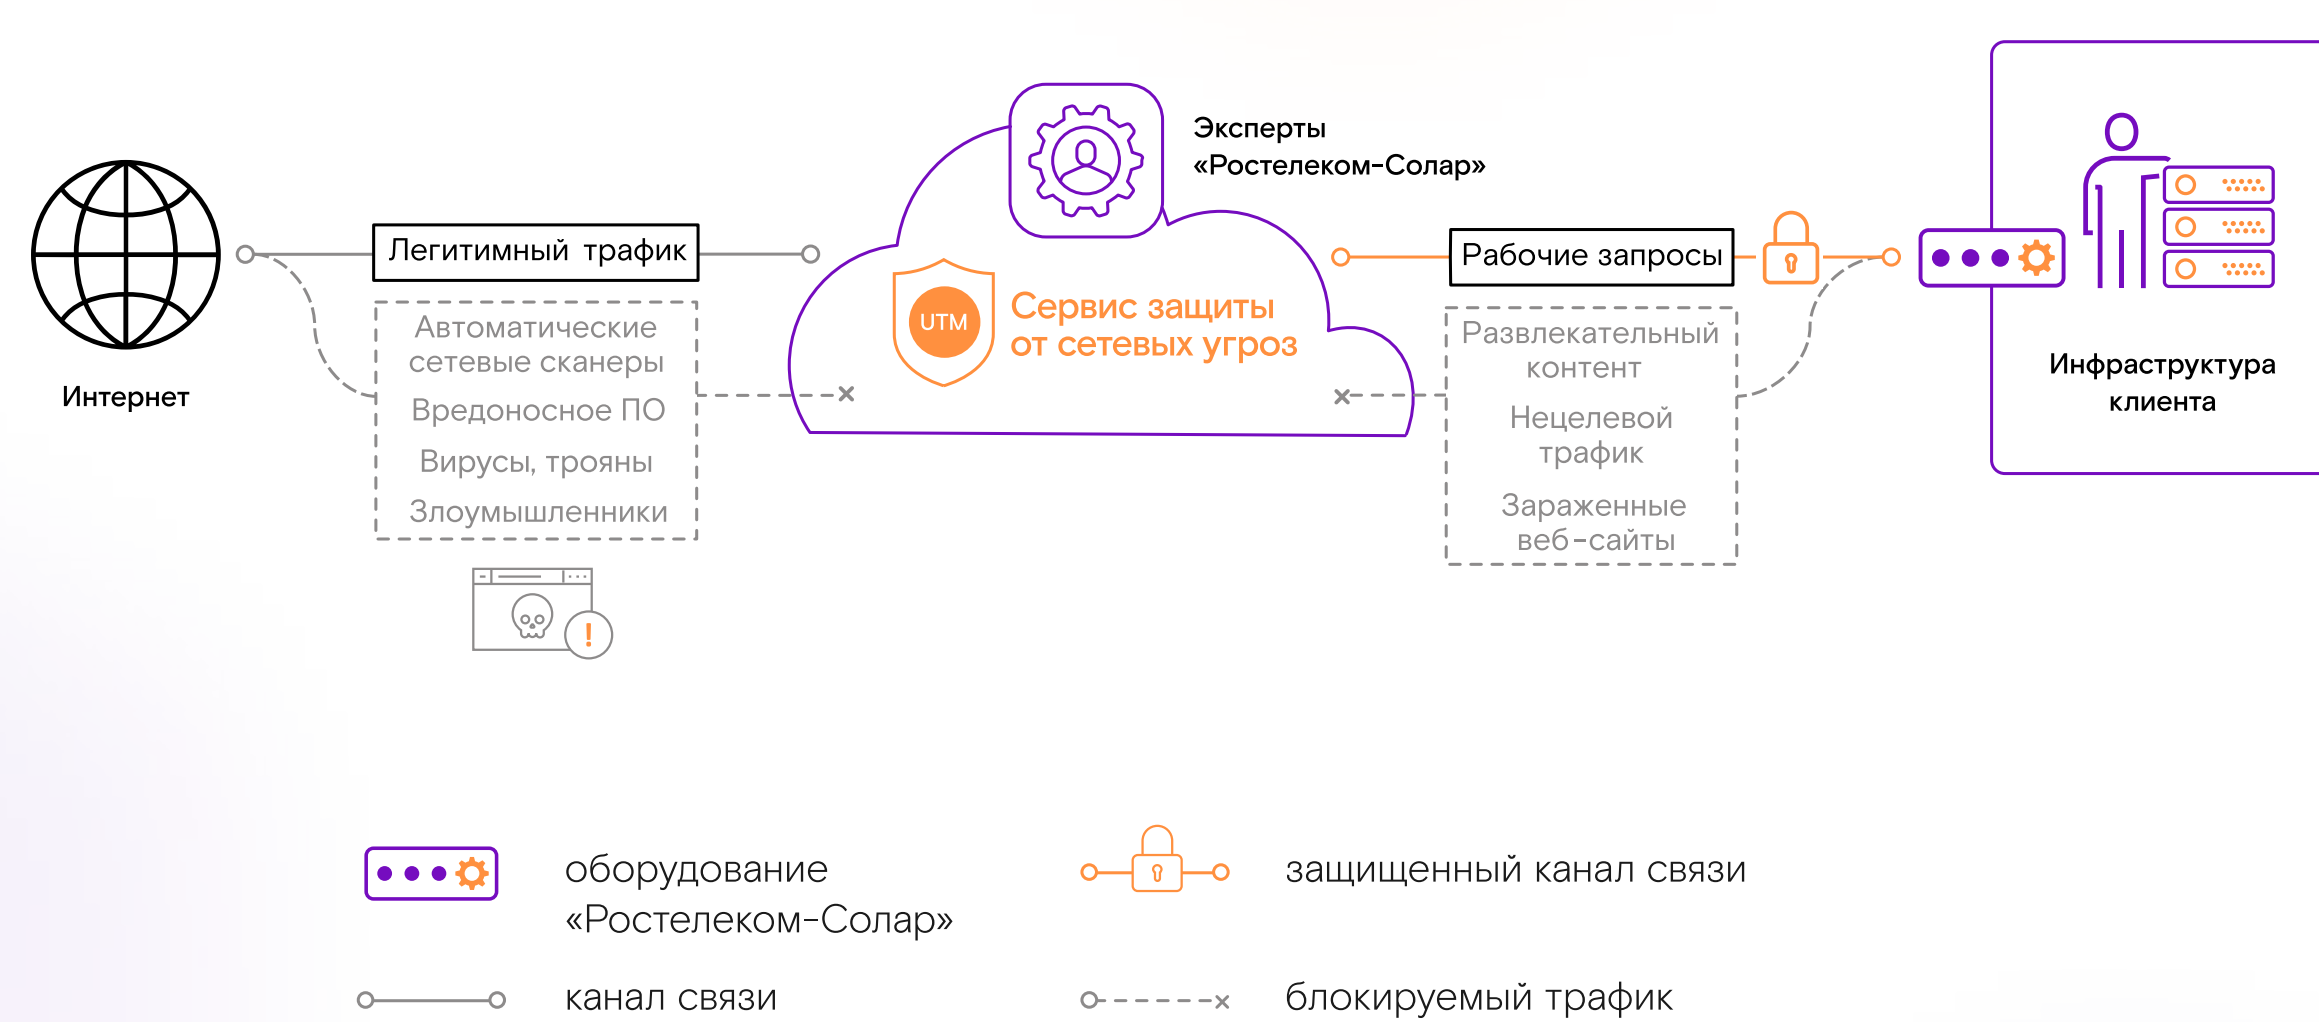 Эксперты
«Ростелеком-Солар»
Легитимный трафик
Рабочие запросы
Автоматические
сетевые сканеры
Вредоносное ПО
Вирусы, трояны
Злоумышленники
Интернет
UTM
Сервис защиты
от сетевых угроз
Развлекательный
контент
Нецелевой
трафик
Зараженные
веб-сайты
Инфраструктура
клиента
!
оборудование
«Ростелеком-Солар»
защищенный канал связи
канал связи
блокируемый трафик